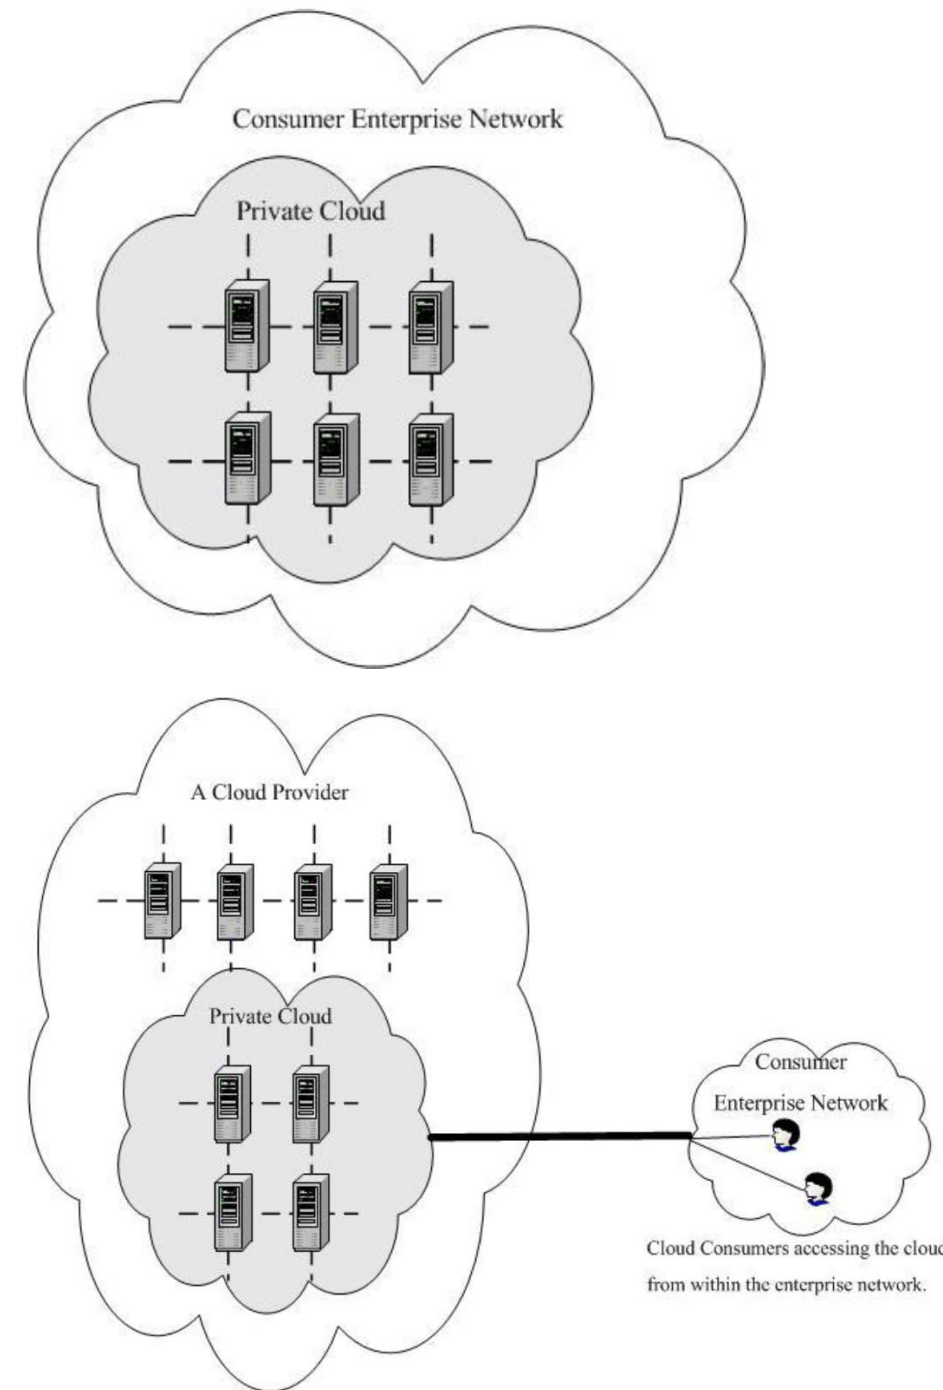 Consumer Enterprise Network
Private Cloud
A Cloud Provider
Private Cloud
Consumer
Enterprise Network
Cloud Consumers accessing the cloud
from within the enterprise network.